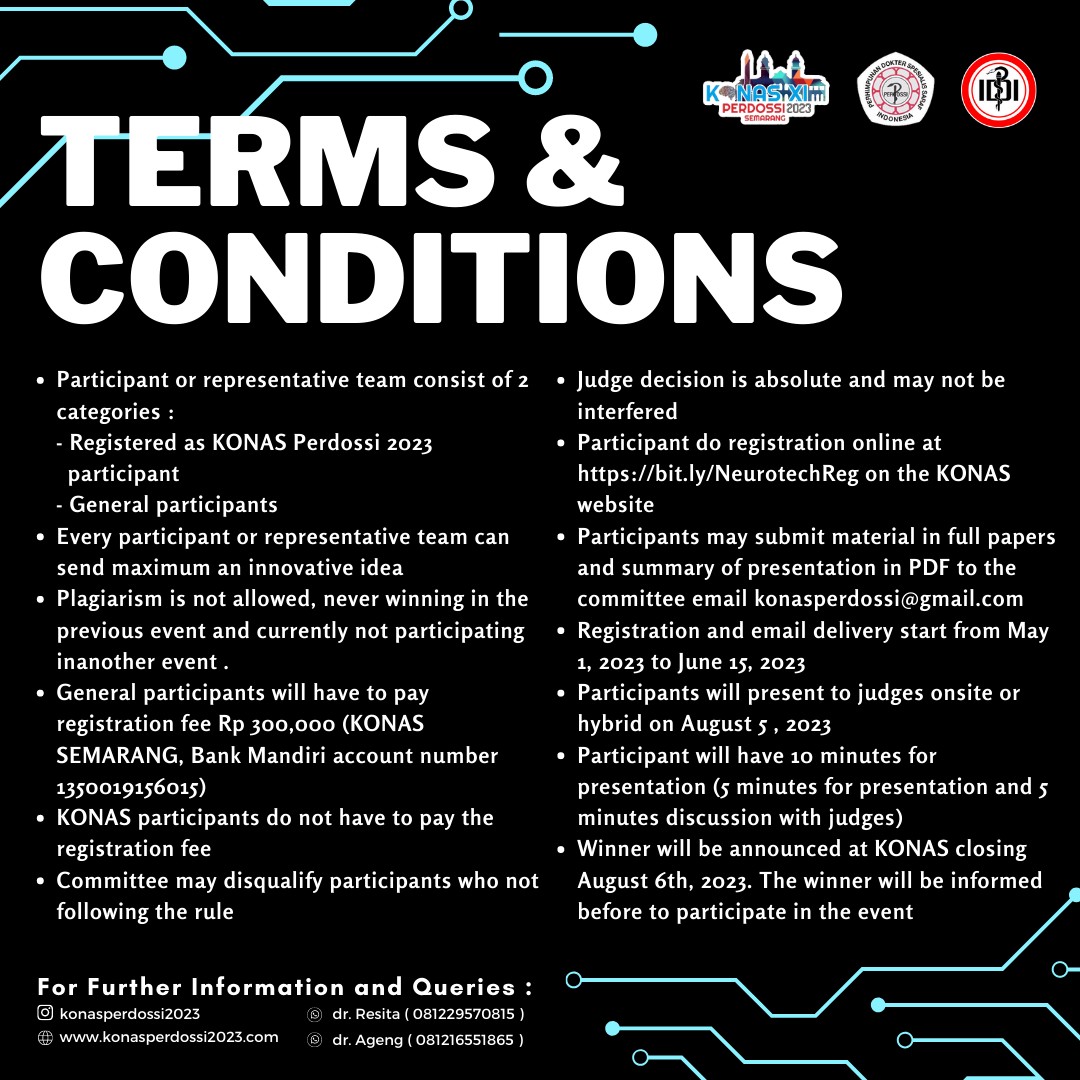 KONAS XI
PERDOSSI 2023
SEMARANG
PERHIMPUNAN DOKTER SPESIALIS SARAF
PERDOSSI
INDONESIA
IDI
TERMS &
CONDITIONS
• Participant or representative team consist of 2
categories :
- Registered as KONAS Perdossi 2023
participant
- General participants
• Every participant or representative team can
send maximum an innovative idea
• Plagiarism is not allowed, never winning in the
previous event and currently not participating
inanother event .
• General participants will have to pay
registration fee Rp 300,000 (KONAS
SEMARANG, Bank Mandiri account number
1350019156015)
• KONAS participants do not have to pay the
registration fee
• Committee may disqualify participants who not
following the rule
• Judge decision is absolute and may not be
interfered
• Participant do registration online at
https://bit.ly/NeurotechReg on the KONAS
website
• Participants may submit material in full papers
and summary of presentation in PDF to the
committee email konasperdossi@gmail.com
• Registration and email delivery start from May
1, 2023 to June 15, 2023
• Participants will present to judges onsite or
hybrid on August 5 , 2023
• Participant will have 10 minutes for
presentation (5 minutes for presentation and 5
minutes discussion with judges)
• Winner will be announced at KONAS closing
August 6th, 2023. The winner will be informed
before to participate in the event
For Further Information and Queries :
konasperdossi2023
www.konasperdossi2023.com
dr. Resita ( 081229570815 )
dr. Ageng ( 081216551865 )